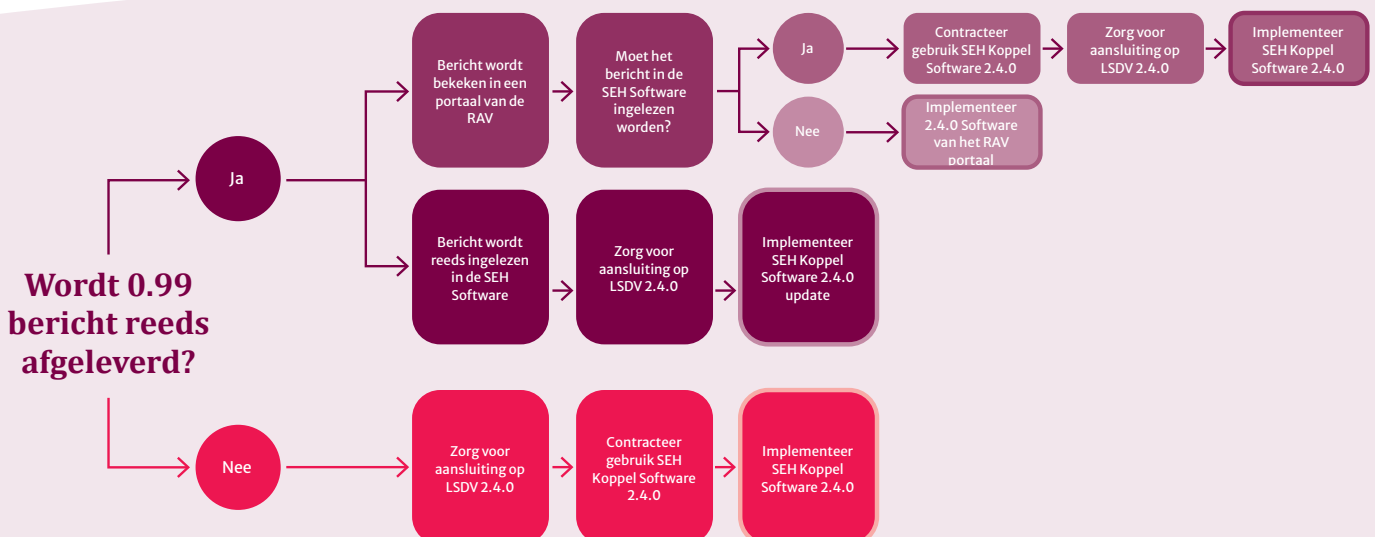 Wordt 0.99
bericht reeds
afgeleverd?
Ja
Bericht wordt
bekeken in een
portaal van de
RAV
Moet het
bericht in de
SEH Software
ingelezen
worden?
Ja
Contracteer
gebruik SEH Koppel
Software 2.4.0
Zorg voor
aansluiting op
LSDV 2.4.0
Implementeer
SEH Koppel
Software 2.4.0
Nee
Implementeer
2.4.0 Software
van het RAV
portaal
Bericht wordt
reeds ingelezen
in de SEH
Software
Zorg voor
aansluiting op
LSDV 2.4.0
Implementeer
SEH Koppel
Software 2.4.0
update
Nee
Zorg voor
aansluiting op
LSDV 2.4.0
Contracteer
gebruik SEH
Koppel Software
2.4.0
Implementeer
SEH Koppel
Software 2.4.0